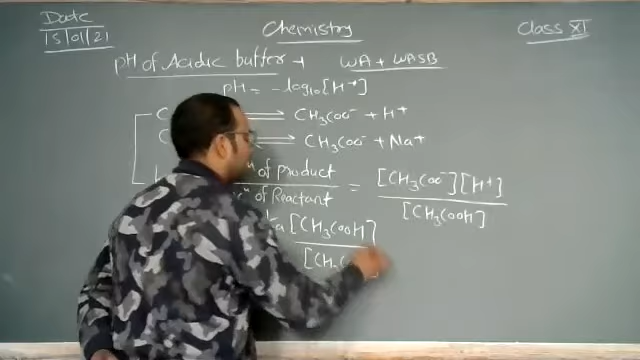 Date
15/01/21
Chemistry
Class XI
pH of Acidic buffer + WA + WASB
pH = -log₁₀[H⁺]
C ⇌ CH₃COO⁻ + H⁺
C ⇌ CH₃COO⁻ + Na⁺
of product = [CH₃COO⁻][H⁺]
of Reactant [CH₃COOH]
[CH₃COOH]
[CH₃